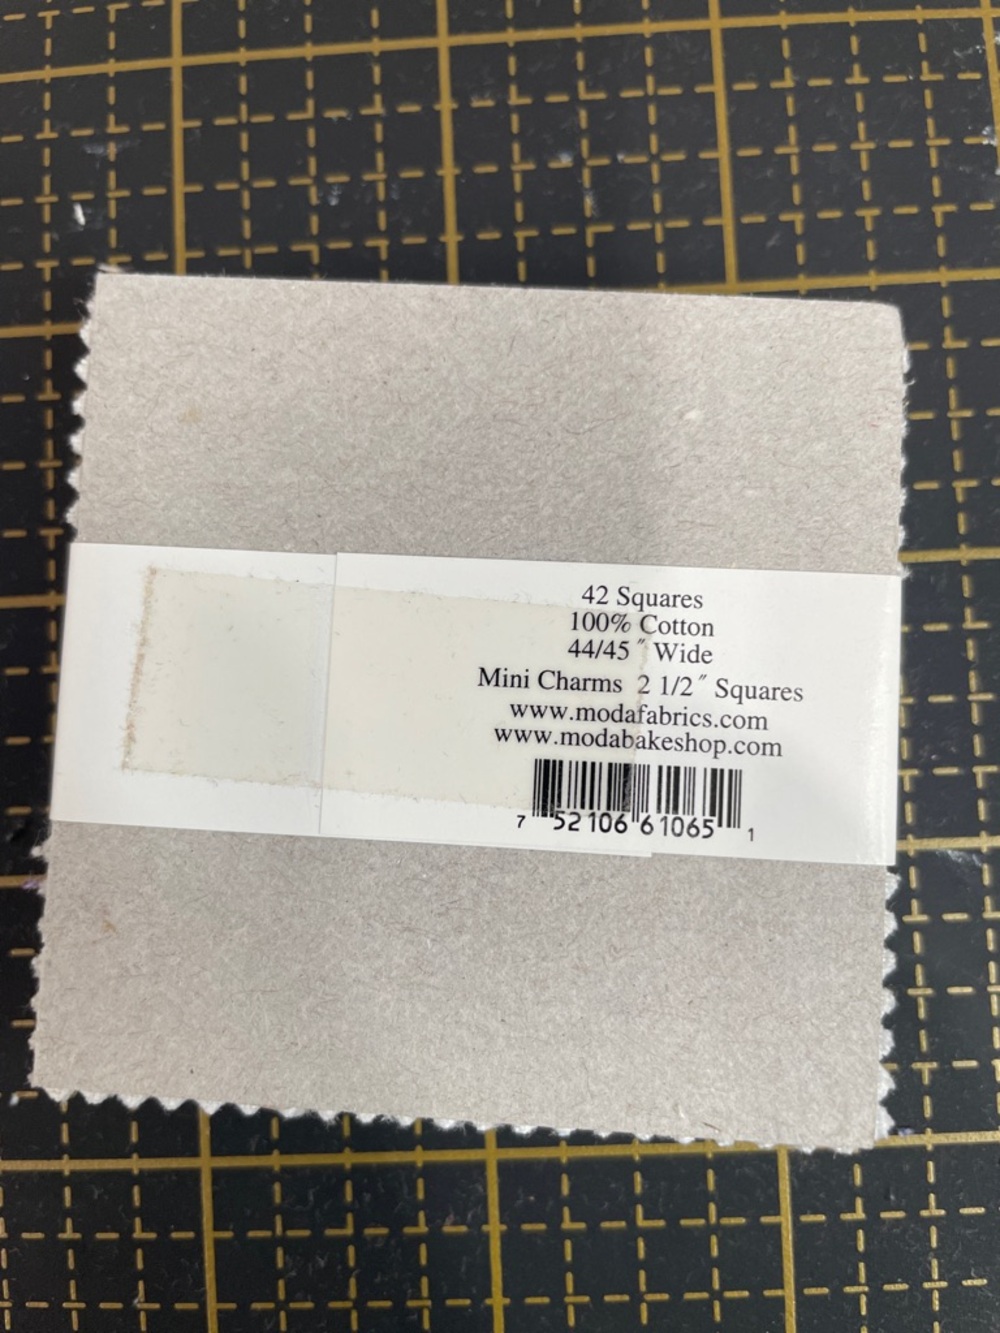 42 Squares
100% Cotton
44/45" Wide
Mini Charms 2 1/2" Squares
www.modafabrics.com
www.modabakeshop.com
7 52106 61065 1